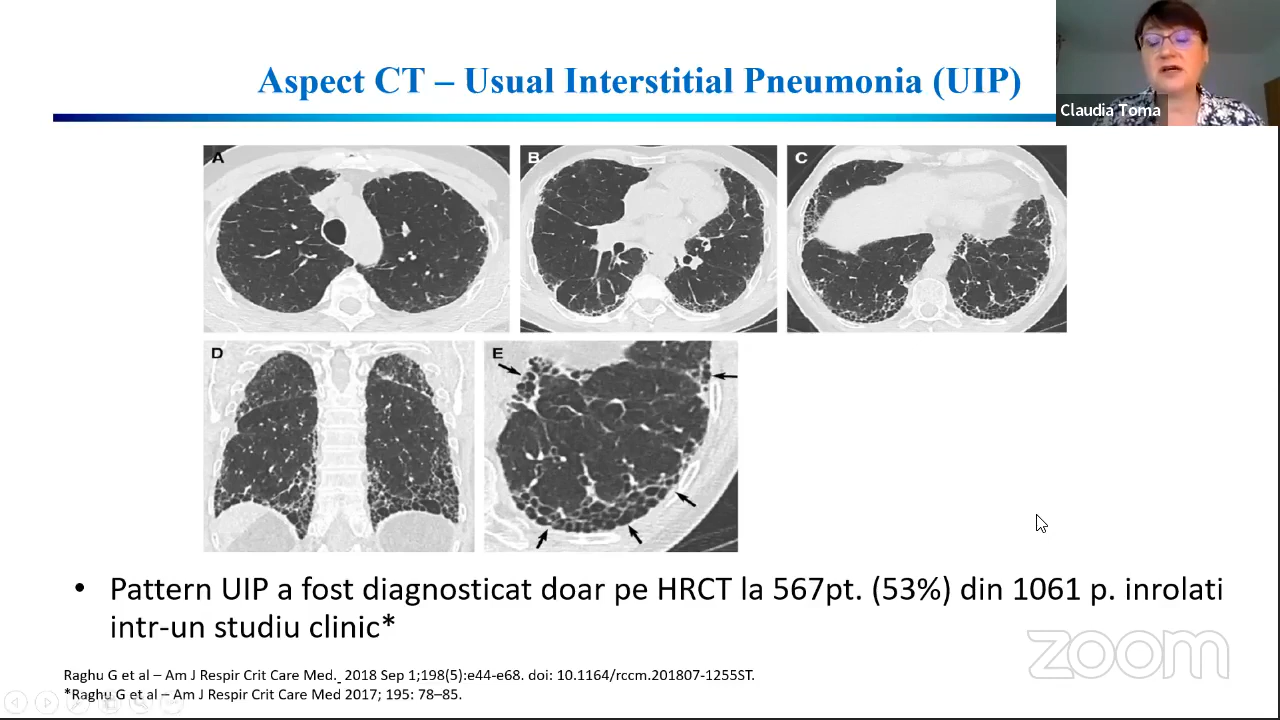 Aspect CT – Usual Interstitial Pneumonia (UIP)
Claudia Toma
A
B
C
D
E
• Pattern UIP a fost diagnosticat doar pe HRCT la 567pt. (53%) din 1061 p. inrolati
intr-un studiu clinic*
zoom
Raghu G et al – Am J Respir Crit Care Med. 2018 Sep 1;198(5):e44-e68. doi: 10.1164/rccm.201807-1255ST.
*Raghu G et al – Am J Respir Crit Care Med 2017; 195: 78–85.